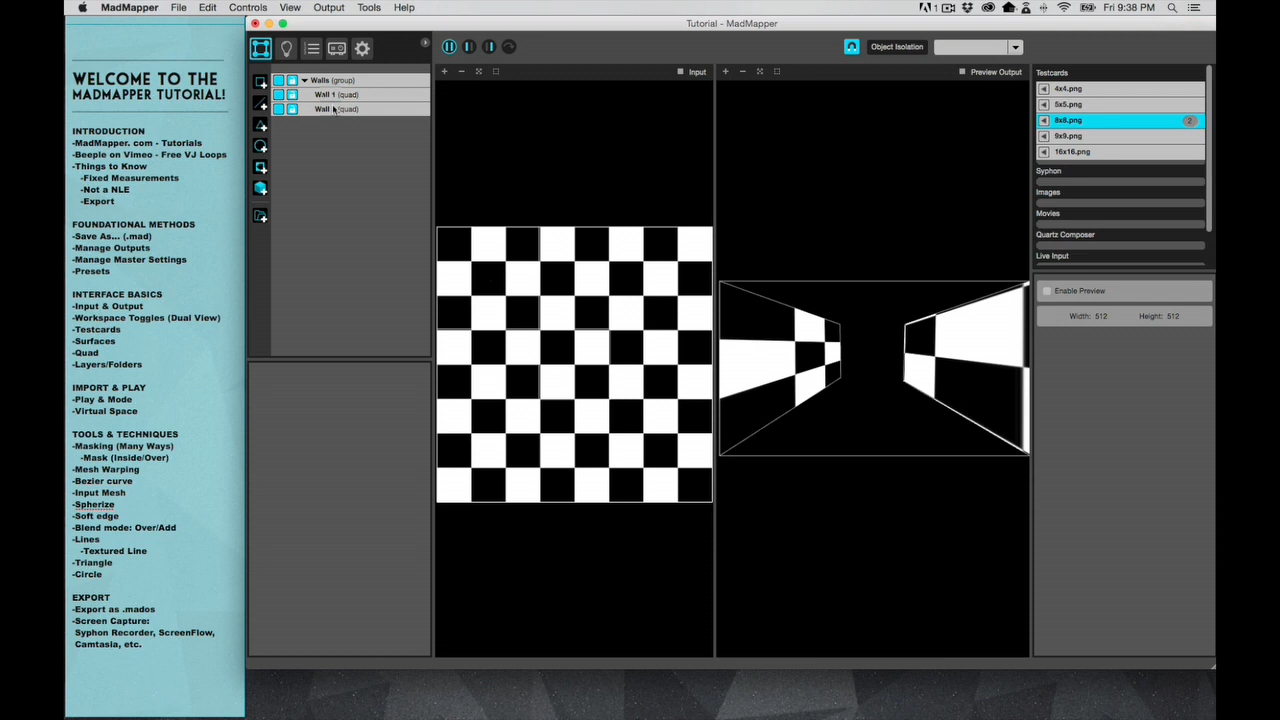 MadMapper File Edit Controls View Output Tools Help
1 Fri 9:38 PM
Tutorial - MadMapper
WELCOME TO THE
MADMAPPER TUTORIAL!
INTRODUCTION
-MadMapper. com - Tutorials
-Beeple on Vimeo - Free VJ Loops
-Things to Know
-Fixed Measurements
-Not a NLE
-Export
FOUNDATIONAL METHODS
-Save As... (.mad)
-Manage Outputs
-Manage Master Settings
-Presets
INTERFACE BASICS
-Input & Output
-Workspace Toggles (Dual View)
-Testcards
-Surfaces
-Quad
-Layers/Folders
IMPORT & PLAY
-Play & Mode
-Virtual Space
TOOLS & TECHNIQUES
-Masking (Many Ways)
-Mask (Inside/Over)
-Mesh Warping
-Bezier curve
-Input Mesh
-Spherize
-Soft edge
-Blend mode: Over/Add
-Lines
-Textured Line
-Triangle
-Circle
EXPORT
-Export as .mados
-Screen Capture:
Syphon Recorder, ScreenFlow,
Camtasia, etc.
Walls (group)
Wall 1 (quad)
Wall (quad)
Object Isolation
Input
Preview Output
Testcards
4x4.png
5x5.png
8x8.png 2
9x9.png
16x16.png
Syphon
Images
Movies
Quartz Composer
Live Input
Enable Preview
Width: 512 Height: 512